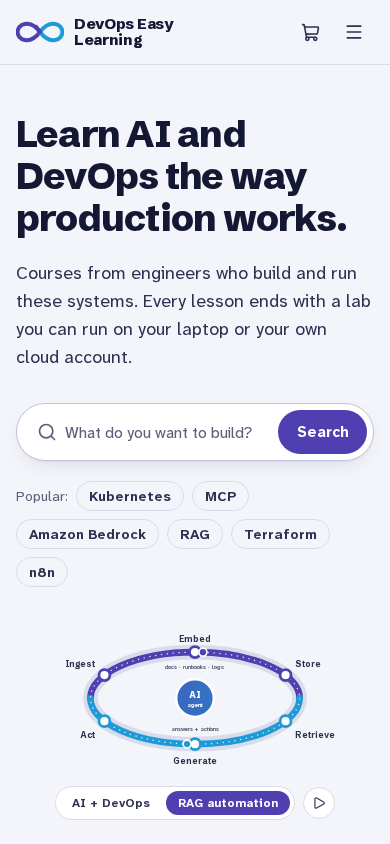 DevOps Easy
Learning
Learn AI and
DevOps the way
production works.
Courses from engineers who build and run
these systems. Every lesson ends with a lab
you can run on your laptop or your own
cloud account.
What do you want to build?
Search
Popular:
Kubernetes
MCP
Amazon Bedrock
RAG
Terraform
n8n
Embed
Ingest
docs · runbooks · logs
Store
AI
agent
Act
answers + actions
Retrieve
Generate
AI + DevOps
RAG automation